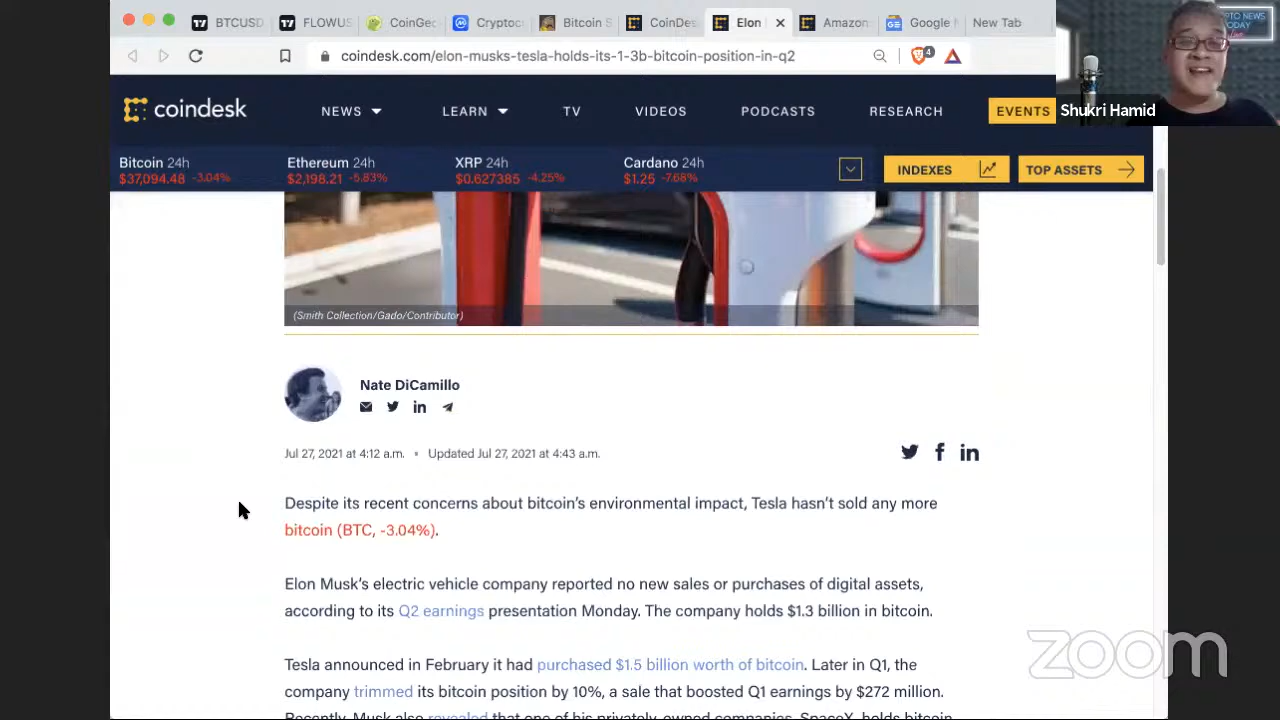 BTCUSD
FLOWUS
CoinGec
Cryptoc
Bitcoin S
CoinDes
Elon
Amazon
Google
New Tab
coindesk.com/elon-musks-tesla-holds-its-1-3b-bitcoin-position-in-q2
4
CRYPTO NEWS
TODAY
Live
Shukri Hamid
coindesk
NEWS
LEARN
TV
VIDEOS
PODCASTS
RESEARCH
EVENTS
Bitcoin 24h
$37,094.48 -3.04%
Ethereum 24h
$2,198.21 -5.83%
XRP 24h
$0.627385 -4.25%
Cardano 24h
$1.25 -7.68%
INDEXES
TOP ASSETS
(Smith Collection/Gado/Contributor)
Nate DiCamillo
Jul 27, 2021 at 4:12 a.m. • Updated Jul 27, 2021 at 4:43 a.m.
Despite its recent concerns about bitcoin's environmental impact, Tesla hasn't sold any more
bitcoin (BTC, -3.04%).
Elon Musk's electric vehicle company reported no new sales or purchases of digital assets,
according to its Q2 earnings presentation Monday. The company holds $1.3 billion in bitcoin.
Tesla announced in February it had purchased $1.5 billion worth of bitcoin. Later in Q1, the
company trimmed its bitcoin position by 10%, a sale that boosted Q1 earnings by $272 million.
Recently, Musk also revealed that one of his privately-owned companies, SpaceX, holds bitcoin
zoom